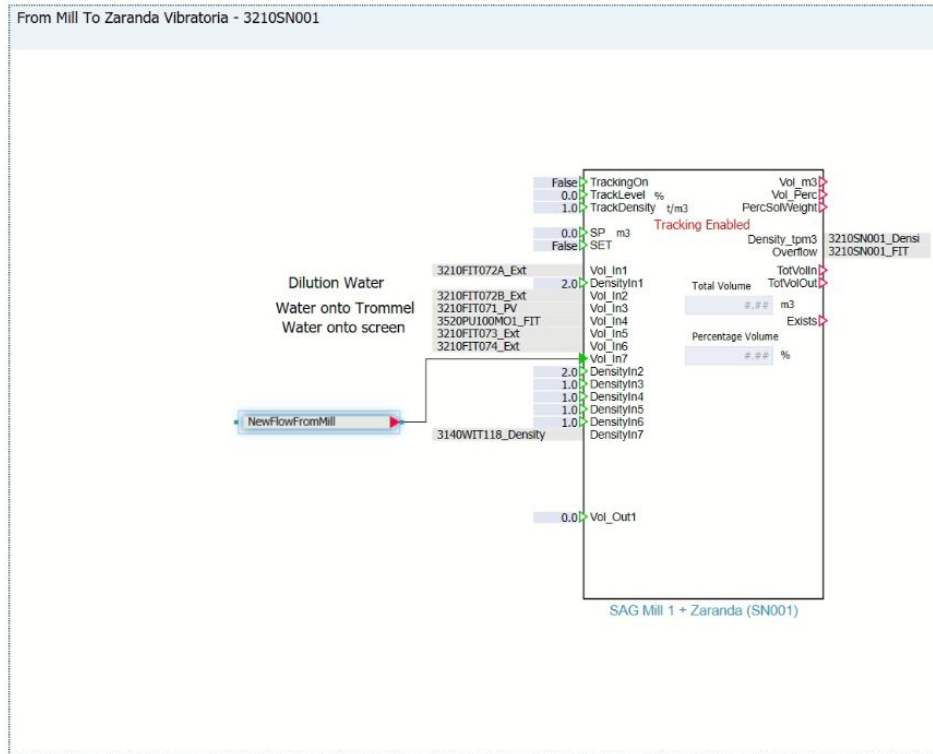 From Mill To Zaranda Vibratoria - 3210SN001
False TrackingOn Vol_m3
0.0 TrackLevel % Vol_Perc
1.0 TrackDensity t/m3 PercSolWeight
Tracking Enabled
0.0 SP m3
False SET
Density_tpm3 3210SN001_Densi
Overflow 3210SN001_FIT
3210FIT072A_Ext Vol_In1 TotVolIn
Dilution Water 2.0 DensityIn1 Total Volume TotVolOut
3210FIT072B_Ext Vol_In2
Water onto Trommel 3210FIT071_PV Vol_In3 #.## m3
3520PU100MO1_FIT Vol_In4 Exists
Water onto screen 3210FIT073_Ext Vol_In5
3210FIT074_Ext Vol_In6 Percentage Volume
Vol_In7 #.## %
2.0 DensityIn2
1.0 DensityIn3
1.0 DensityIn4
1.0 DensityIn5
1.0 DensityIn6
NewFlowFromMill
3140WIT118_Density DensityIn7
0.0 Vol_Out1
SAG Mill 1 + Zaranda (SN001)